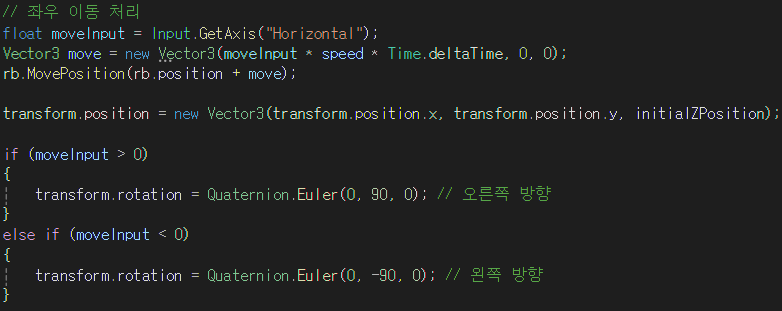 // 좌우 이동 처리
float moveInput = Input.GetAxis("Horizontal");
Vector3 move = new Vector3(moveInput * speed * Time.deltaTime, 0, 0);
rb.MovePosition(rb.position + move);
transform.position = new Vector3(transform.position.x, transform.position.y, initialZPosition);
if (moveInput > 0)
{
transform.rotation = Quaternion.Euler(0, 90, 0); // 오른쪽 방향
}
else if (moveInput < 0)
{
transform.rotation = Quaternion.Euler(0, -90, 0); // 왼쪽 방향
}